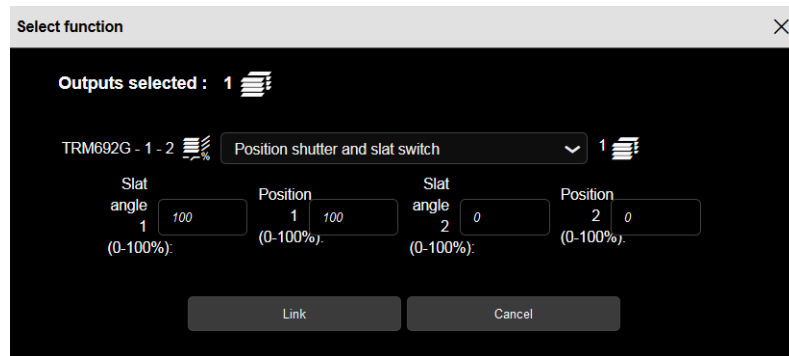 Select function
Outputs selected : 1
TRM692G - 1 - 2 Position shutter and slat switch 1
Slat angle 1 (0-100%): 100 Position 1 (0-100%): 100 Slat angle 2 (0-100%): 0 Position 2 (0-100%): 0
Link Cancel